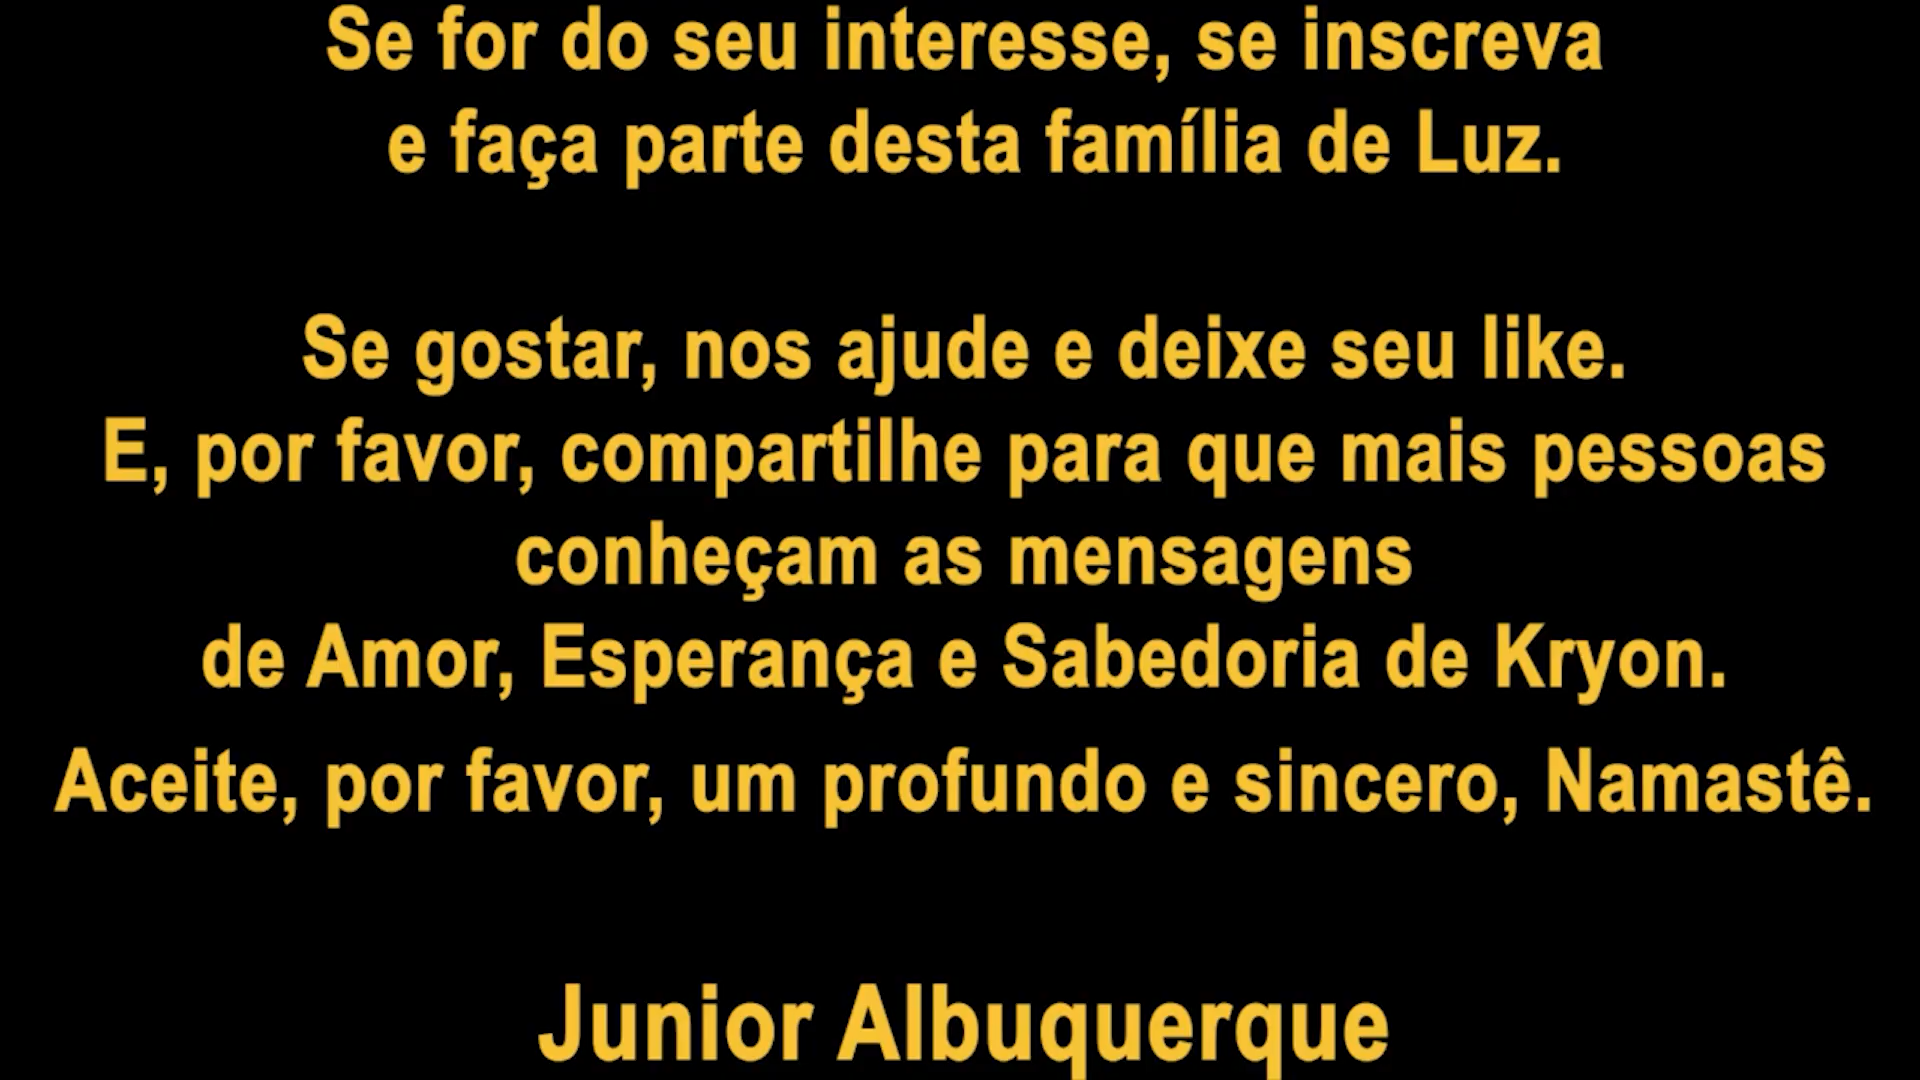 Se for do seu interesse, se inscreva
e faça parte desta família de Luz.
Se gostar, nos ajude e deixe seu like.
E, por favor, compartilhe para que mais pessoas
conheçam as mensagens
de Amor, Esperança e Sabedoria de Kryon.
Aceite, por favor, um profundo e sincero, Namastê.
Junior Albuquerque